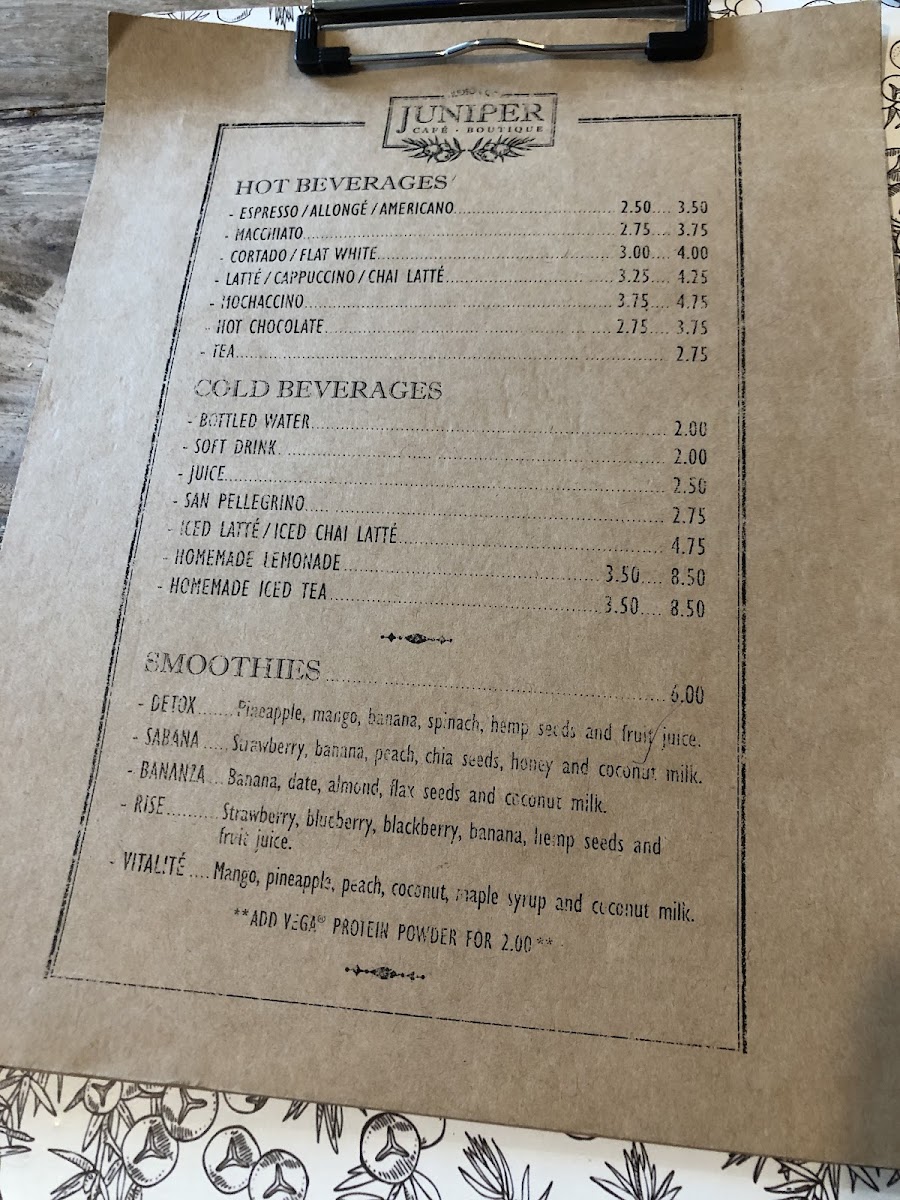 JUNIPER
CAFÉ · BOUTIQUE
HOT BEVERAGES
- ESPRESSO / ALLONGÉ / AMERICANO 2.50 .... 3.50
- MACCHIATO 2.75 .... 3.75
- CORTADO / FLAT WHITE 3.00 .... 4.00
- LATTÉ / CAPPUCCINO / CHAI LATTÉ 3.25 .... 4.25
- MOCHACCINO 3.75 .... 4.75
- HOT CHOCOLATE 2.75 .... 3.75
- TEA 2.75
COLD BEVERAGES
- BOTTLED WATER 2.00
- SOFT DRINK 2.00
- JUICE 2.50
- SAN PELLEGRINO 2.75
- ICED LATTÉ / ICED CHAI LATTÉ 4.75
- HOMEMADE LEMONADE 3.50 .... 8.50
- HOMEMADE ICED TEA 3.50 .... 8.50
SMOOTHIES 6.00
- DETOX ....... Pineapple, mango, banana, spinach, hemp seeds and fruit juice.
- SABANA ..... Strawberry, banana, peach, chia seeds, honey and coconut milk.
- BANANZA ... Banana, date, almond, flax seeds and coconut milk.
- RISE .......... Strawberry, blueberry, blackberry, banana, hemp seeds and
fruit juice.
- VITALITÉ .... Mango, pineapple, peach, coconut, maple syrup and coconut milk.
**ADD VEGA® PROTEIN POWDER FOR 2.00**